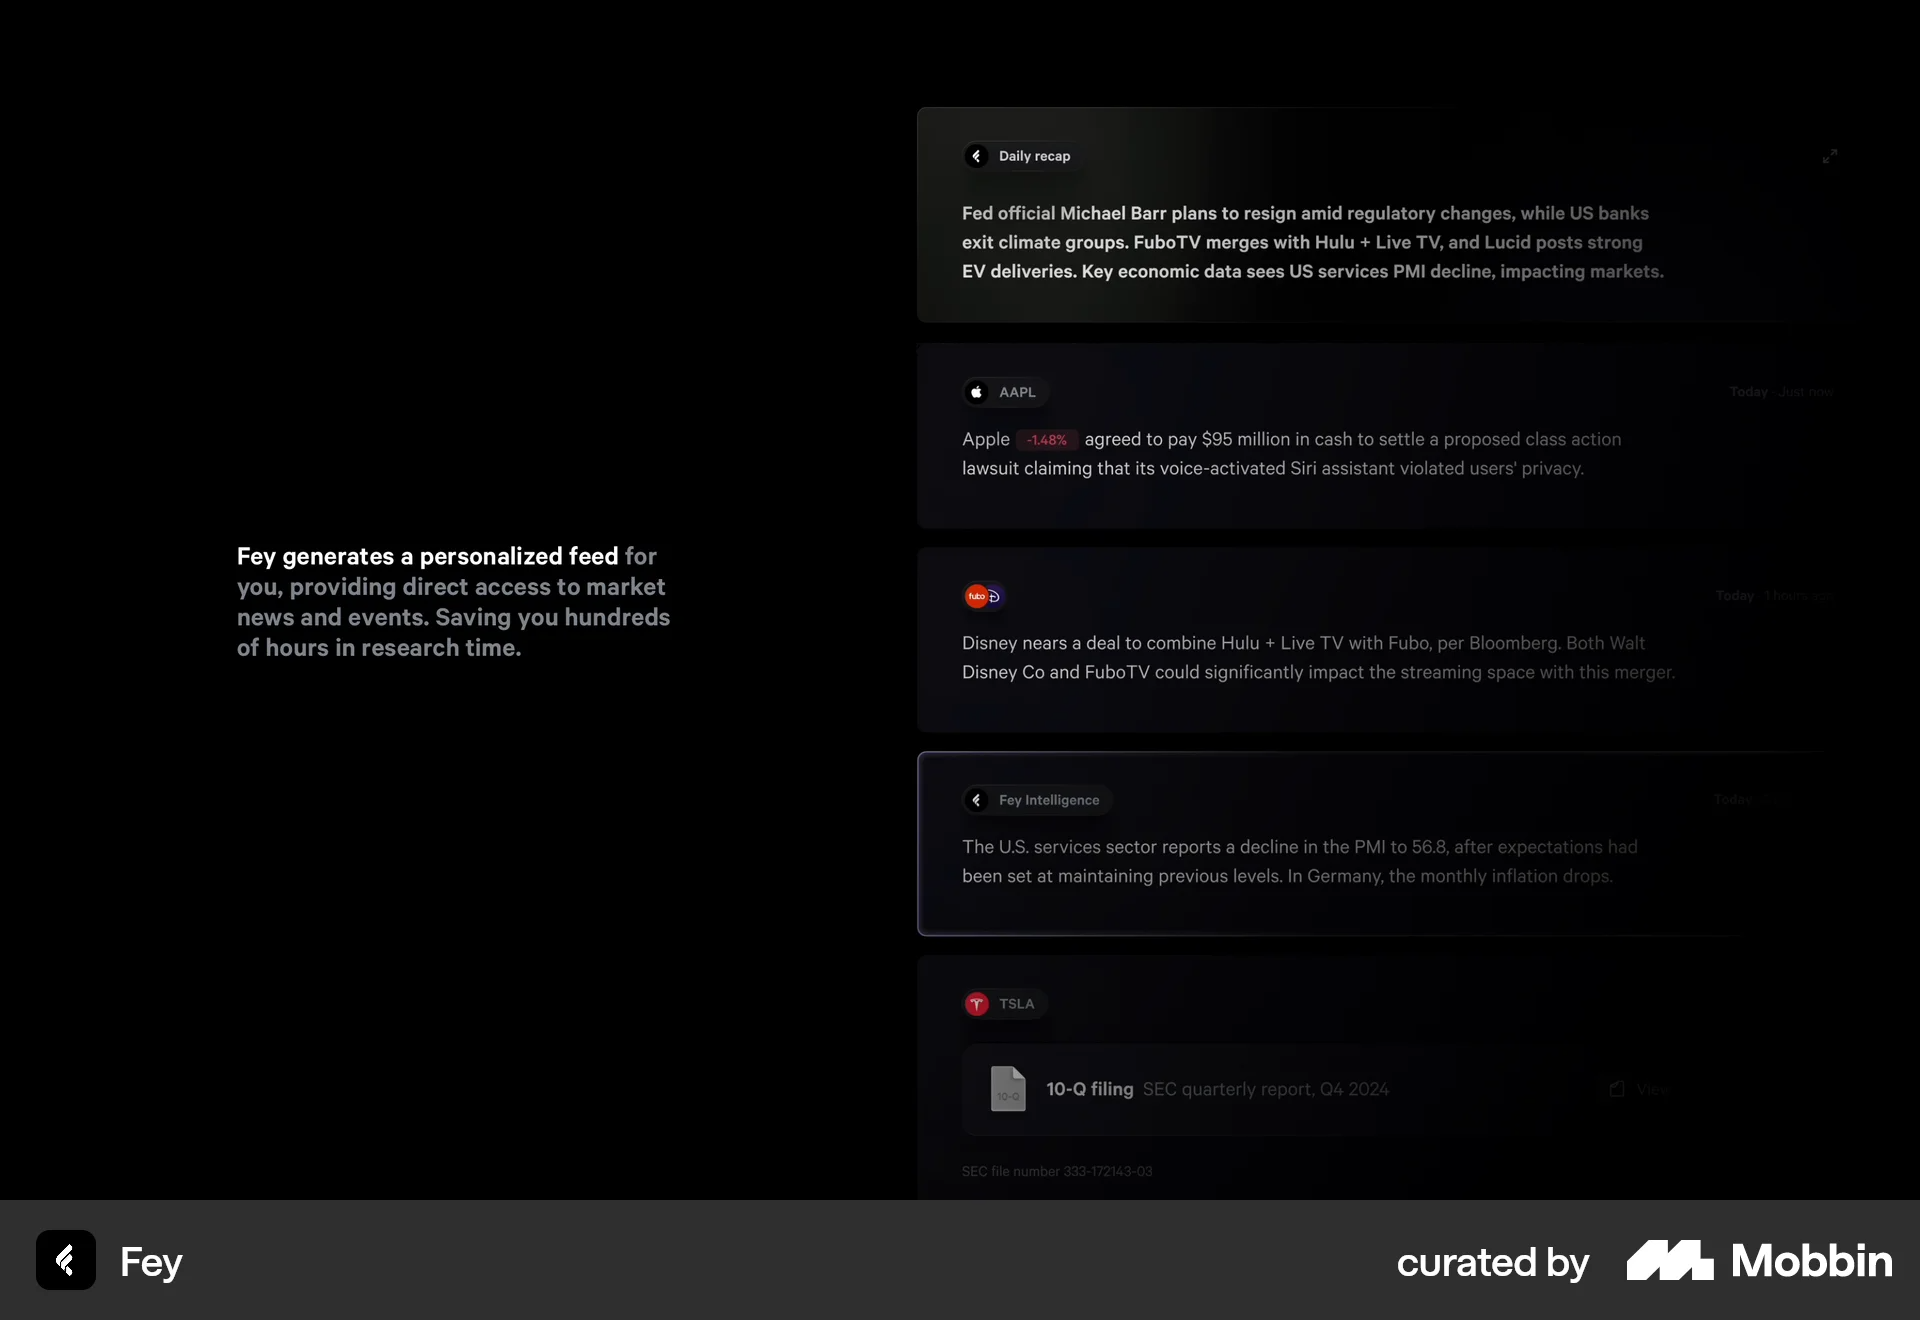 Fey generates a personalized feed for
you, providing direct access to market
news and events. Saving you hundreds
of hours in research time.
Daily recap
Fed official Michael Barr plans to resign amid regulatory changes, while US banks
exit climate groups. FuboTV merges with Hulu + Live TV, and Lucid posts strong
EV deliveries. Key economic data sees US services PMI decline, impacting markets.
AAPL
Today · Just now
Apple -1.48% agreed to pay $95 million in cash to settle a proposed class action
lawsuit claiming that its voice-activated Siri assistant violated users' privacy.
fubo D
Today · 1 hours ago
Disney nears a deal to combine Hulu + Live TV with Fubo, per Bloomberg. Both Walt
Disney Co and FuboTV could significantly impact the streaming space with this merger.
Fey Intelligence
Today
The U.S. services sector reports a decline in the PMI to 56.8, after expectations had
been set at maintaining previous levels. In Germany, the monthly inflation drops.
TSLA
10-Q
10-Q filing SEC quarterly report, Q4 2024
View
SEC file number 333-172143-03
Fey
curated by Mobbin